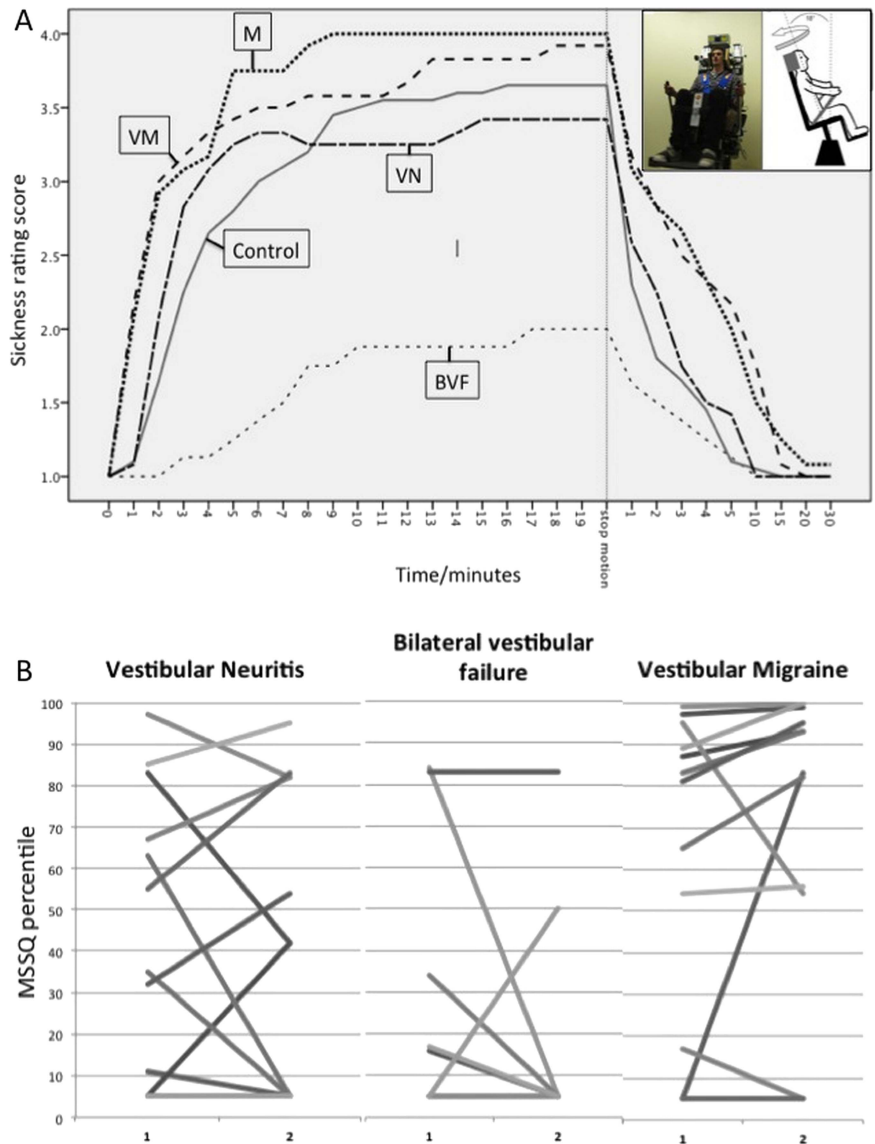 A
Sickness rating score
4.0
3.5
3.0
2.5
2.0
1.5
1.0
M
VM
VN
Control
BVF
18°
0 1 2 3 4 5 6 7 8 9 10 11 12 13 14 15 16 17 18 19 stop motion 1 2 3 4 5 10 15 20 30
Time/minutes
B
Vestibular Neuritis
Bilateral vestibular
failure
Vestibular Migraine
MSSQ percentile
100
90
80
70
60
50
40
30
20
10
0
1 2 1 2 1 2